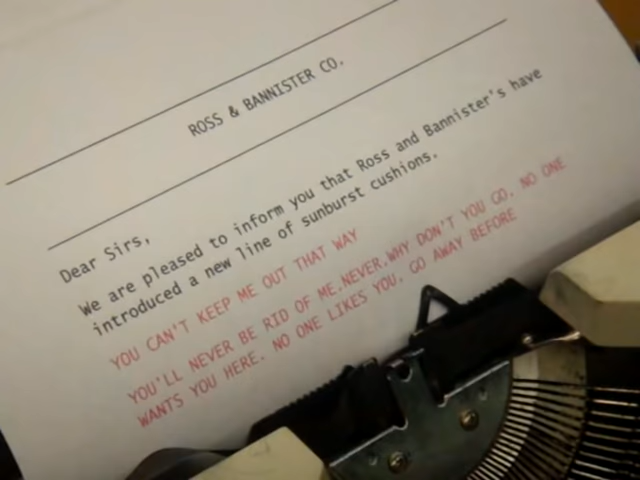 ROSS & BANNISTER CO.
Dear Sirs,
We are pleased to inform you that Ross and Bannister's have
introduced a new line of sunburst cushions.
YOU CAN'T KEEP ME OUT THAT WAY
YOU'LL NEVER BE RID OF ME.NEVER.WHY DON'T YOU GO. NO ONE
WANTS YOU HERE. NO ONE LIKES YOU. GO AWAY BEFORE